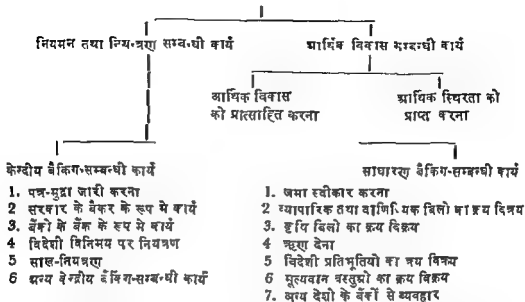 नियमन तथा नियन्त्रण सम्बन्धी कार्य
आर्थिक विकास सम्बन्धी कार्य
आर्थिक विकास को प्रोत्साहित करना
आर्थिक स्थिरता को प्राप्त करना
केन्द्रीय बैंकिंग-सम्बन्धी कार्य
1. पत्र-मुद्रा जारी करना
2 सरकार के बैंकर के रूप मे कार्य
3. बैंको के बैंक के रूप मे कार्य
4 विदेशी विनिमय पर नियत्रण
5 साख-नियत्रण
6 अन्य केन्द्रीय बैंकिंग-सम्बन्धी कार्य
साधारण बैंकिंग-सम्बन्धी कार्य
1. जमा स्वीकार करना
2 व्यापारिक तथा वाणिज्यिक बिलो का क्रय विक्रय
3. कृषि बिलो का क्रय विक्रय
4 ऋण देना
5 विदेशी प्रतिभूतियो का क्रय विक्रय
6 मूल्यवान वस्तुओ का क्रय विक्रय
7. अन्य देशो के बैंकों से व्यवहार